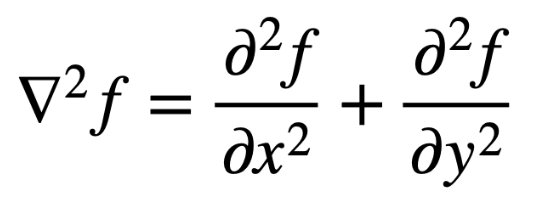 ∇²f = ∂²f/∂x² + ∂²f/∂y²